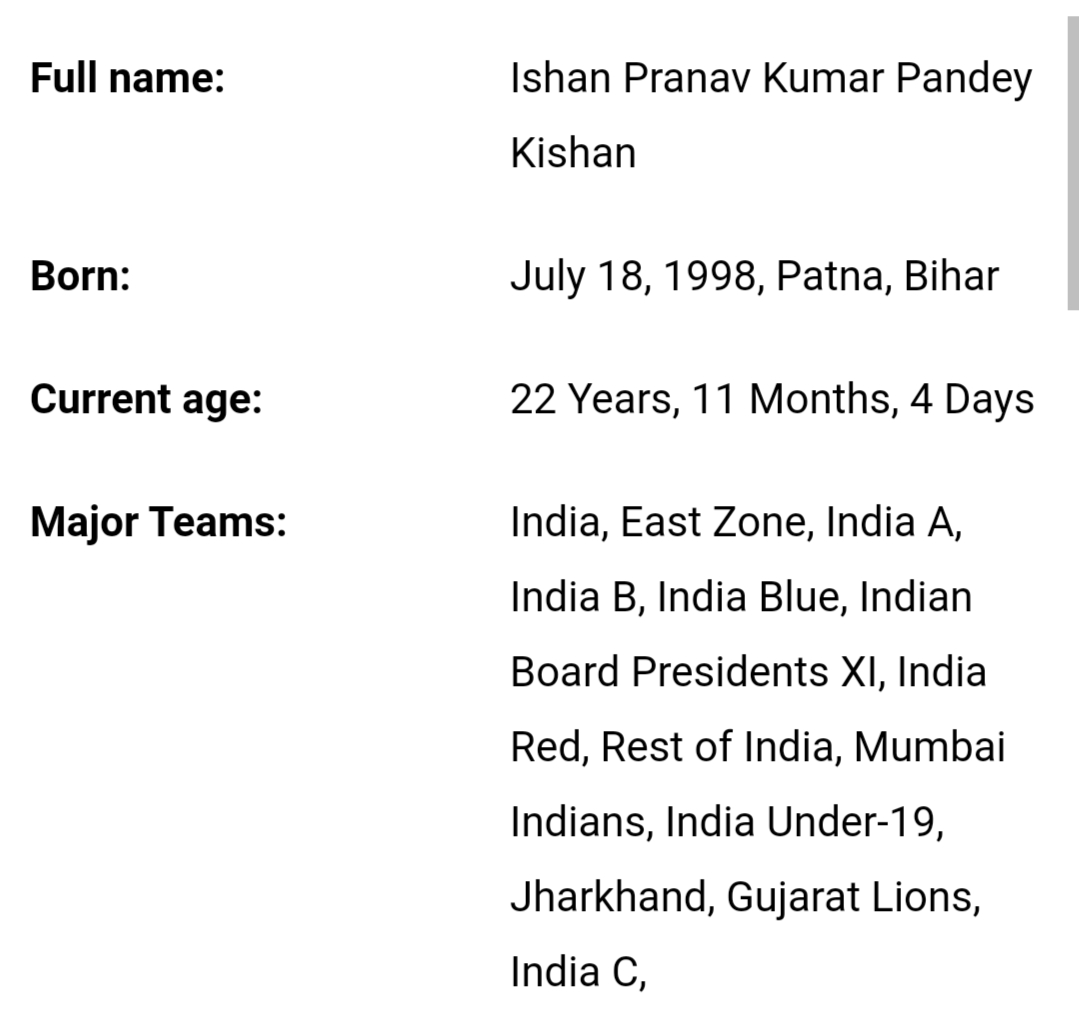 Full name: Ishan Pranav Kumar Pandey
Kishan
Born: July 18, 1998, Patna, Bihar
Current age: 22 Years, 11 Months, 4 Days
Major Teams: India, East Zone, India A,
India B, India Blue, Indian
Board Presidents XI, India
Red, Rest of India, Mumbai
Indians, India Under-19,
Jharkhand, Gujarat Lions,
India C,